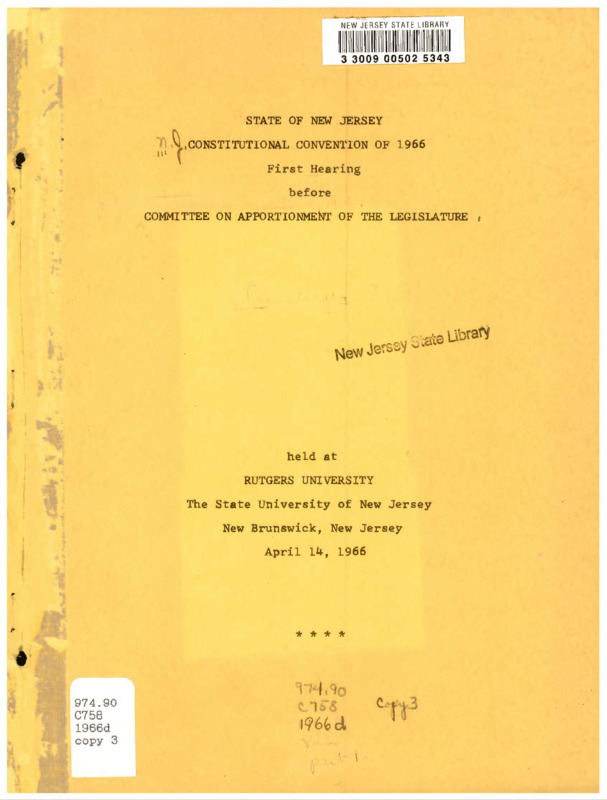 NEW JERSEY STATE LIBRARY
3 3009 00502 5343
STATE OF NEW JERSEY
N.J. CONSTITUTIONAL CONVENTION OF 1966
First Hearing
before
COMMITTEE ON APPORTIONMENT OF THE LEGISLATURE
New Jersey State Library
held at
RUTGERS UNIVERSITY
The State University of New Jersey
New Brunswick, New Jersey
April 14, 1966
* * * *
974.90
C758
1966d
copy 3
974.90
C758
1966d
Copy 3
part 1